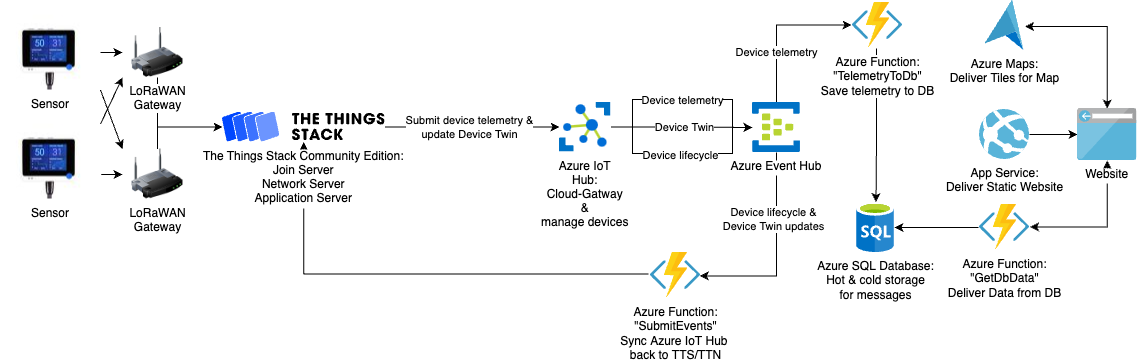 50 31
Sensor
50 31
Sensor
LoRaWAN
Gateway
LoRaWAN
Gateway
THE THINGS
STACK
The Things Stack Community Edition:
Join Server
Network Server
Application Server
Submit device telemetry &
update Device Twin
Azure IoT
Hub:
Cloud-Gatway
&
manage devices
Device telemetry
Device Twin
Device lifecycle
Azure Event Hub
Device telemetry
Device lifecycle &
Device Twin updates
Azure Function:
"SubmitEvents"
Sync Azure IoT Hub
back to TTS/TTN
Azure Function:
"TelemetryToDb"
Save telemetry to DB
SQL
Azure SQL Database:
Hot & cold storage
for messages
Azure Maps:
Deliver Tiles for Map
App Service:
Deliver Static Website
Website
Azure Function:
"GetDbData"
Deliver Data from DB